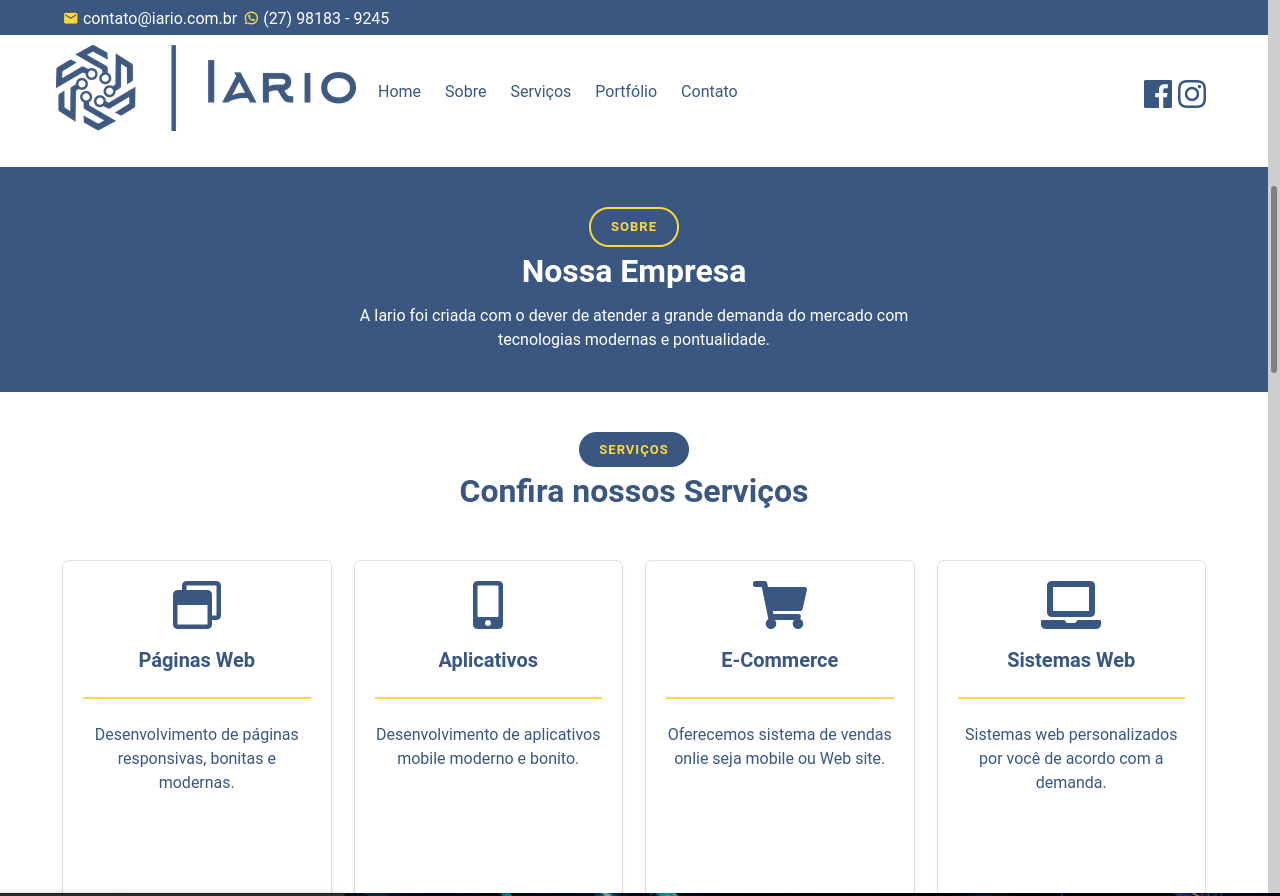 contato@iario.com.br (27) 98183 - 9245
IARIO
Home Sobre Serviços Portfólio Contato
SOBRE
Nossa Empresa
A Iario foi criada com o dever de atender a grande demanda do mercado com
tecnologias modernas e pontualidade.
SERVIÇOS
Confira nossos Serviços
Páginas Web
Desenvolvimento de páginas
responsivas, bonitas e
modernas.
Aplicativos
Desenvolvimento de aplicativos
mobile moderno e bonito.
E-Commerce
Oferecemos sistema de vendas
onlie seja mobile ou Web site.
Sistemas Web
Sistemas web personalizados
por você de acordo com a
demanda.